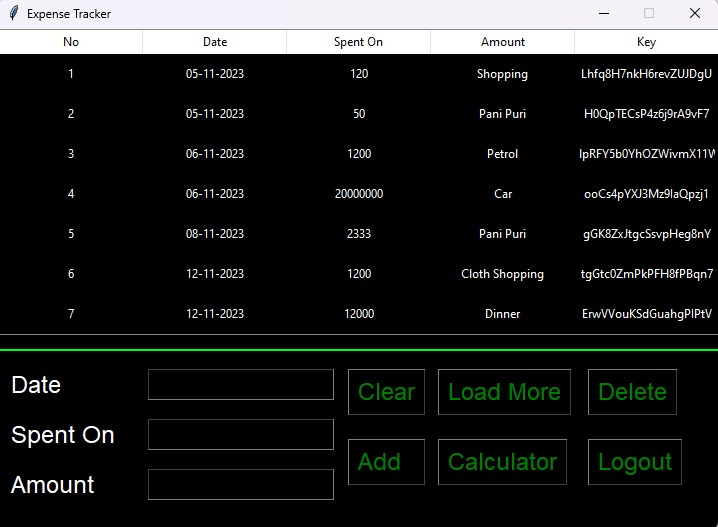 Expense Tracker
No Date Spent On Amount Key
1 05-11-2023 120 Shopping Lhfq8H7nkH6revZUJDgU
2 05-11-2023 50 Pani Puri H0QpTECsP4z6j9rA9vF7
3 06-11-2023 1200 Petrol
4 06-11-2023 20000000 Car ooCs4pYXJ3Mz9laQpzj1
5 08-11-2023 2333 Pani Puri gGK8ZxJtgcSsvpHeg8nY
6 12-11-2023 1200 Cloth Shopping tgGtc0ZmPkPFH8fPBqn7
7 12-11-2023 12000 Dinner ErwVVouKSdGuahgPlPtV
Date Clear Load More Delete
Spent On Add Calculator Logout
Amount